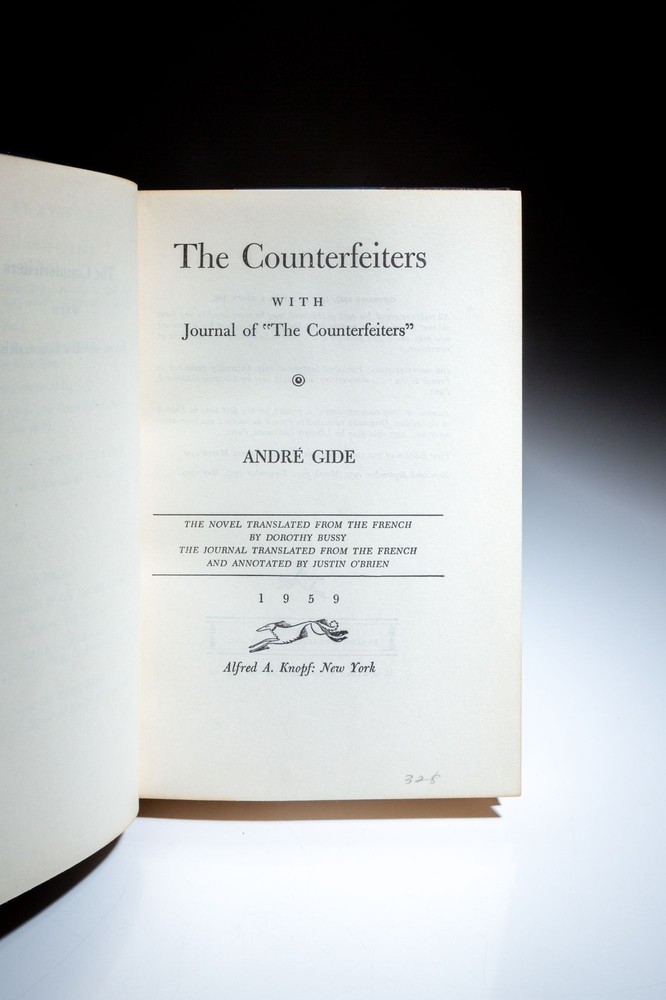 The Counterfeiters
WITH
Journal of “The Counterfeiters”
ANDRÉ GIDE
THE NOVEL TRANSLATED FROM THE FRENCH
BY DOROTHY BUSSY
THE JOURNAL TRANSLATED FROM THE FRENCH
AND ANNOTATED BY JUSTIN O'BRIEN
1 9 5 9
Alfred A. Knopf: New York